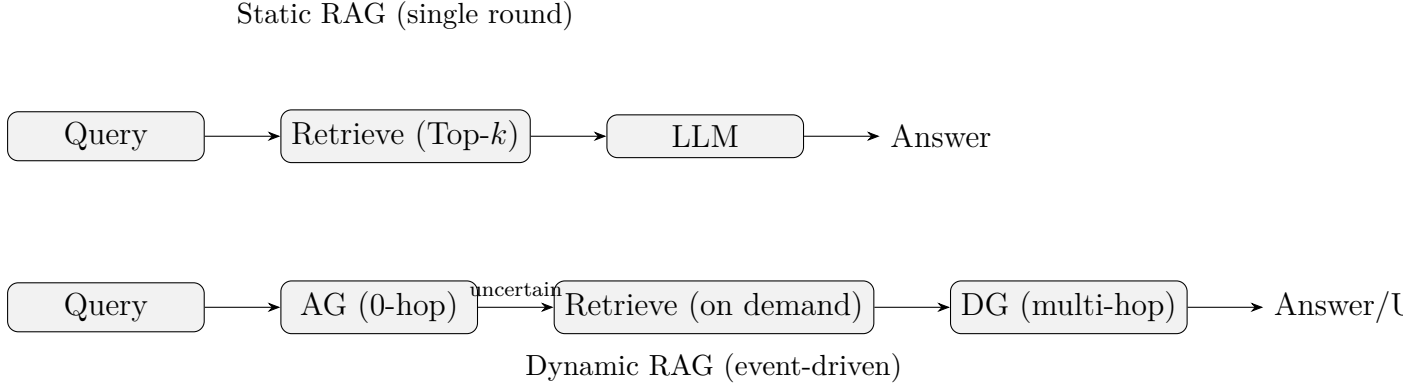 Static RAG (single round)
Query Retrieve (Top-k) LLM Answer
Query AG (0-hop) uncertain Retrieve (on demand) DG (multi-hop) Answer/U
Dynamic RAG (event-driven)